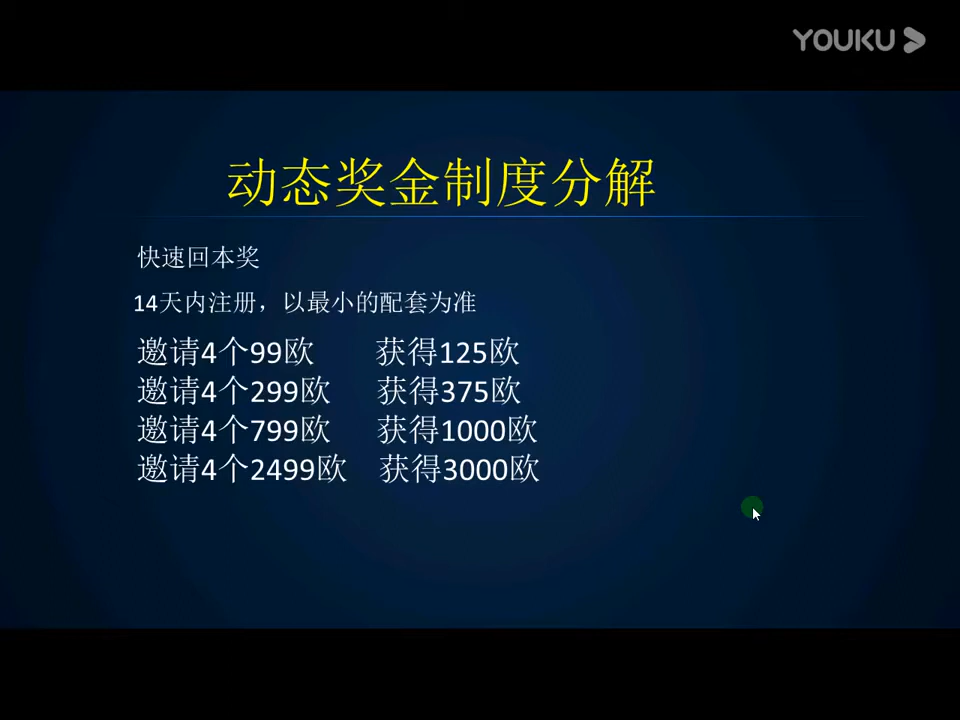 YOUKU
动态奖金制度分解
快速回本奖
14天内注册，以最小的配套为准
邀请4个99欧 获得125欧
邀请4个299欧 获得375欧
邀请4个799欧 获得1000欧
邀请4个2499欧 获得3000欧